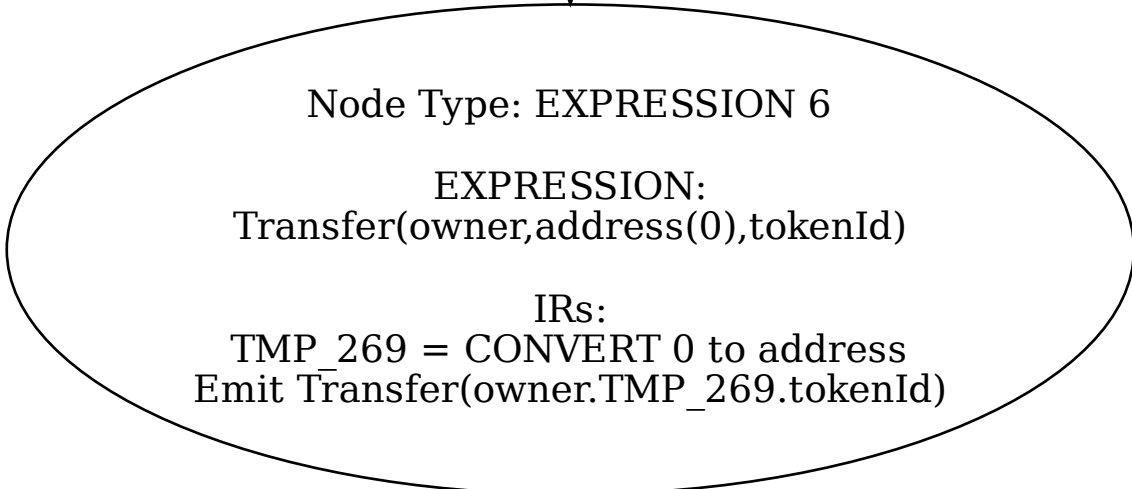 Node Type: EXPRESSION 6
EXPRESSION:
Transfer(owner,address(0),tokenId)
IRs:
TMP_269 = CONVERT 0 to address
Emit Transfer(owner.TMP_269.tokenId)